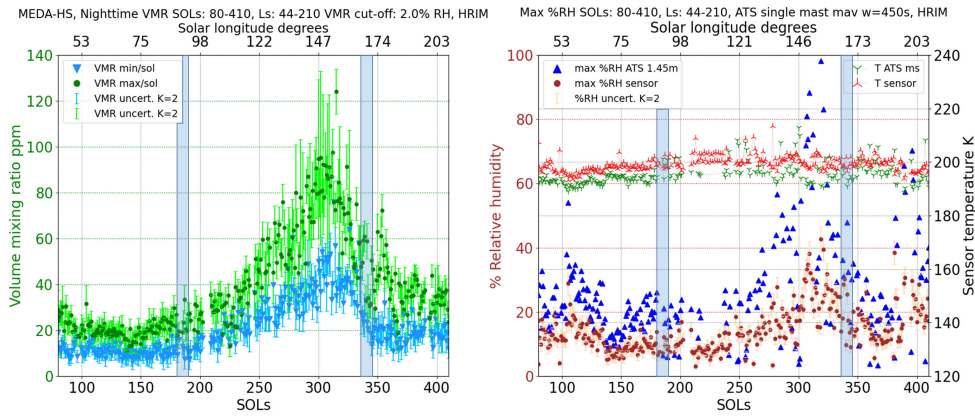 MEDA-HS, Nighttime VMR SOLs: 80-410, Ls: 44-210 VMR cut-off: 2.0% RH, HRIM
Solar longitude degrees
53 75 98 122 147 174 203
Volume mixing ratio ppm
140
120
100
80
60
40
20
0
VMR min/sol
VMR max/sol
VMR uncert. K=2
VMR uncert. K=2
100 150 200 250 300 350 400
SOLs
Max %RH SOLs: 80-410, Ls: 44-210, ATS single mast mav w=450s, HRIM
Solar longitude degrees
53 75 98 121 146 173 203
% Relative humidity
100
80
60
40
20
0
max %RH ATS 1.45m
max %RH sensor
%RH uncert. K=2
T ATS ms
T sensor
240
220
200
180
160
140
120
Sensor temperature K
100 150 200 250 300 350 400
SOLs